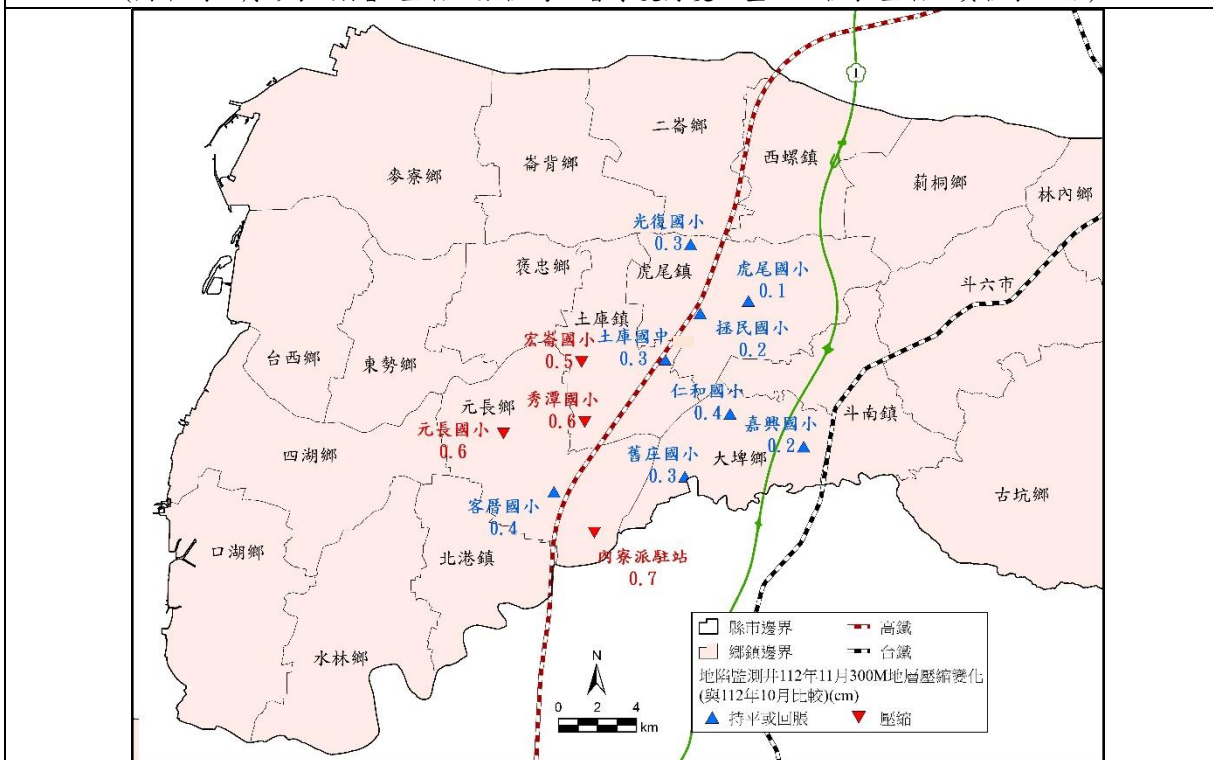 1
二崙鄉
西螺鎮
崙背鄉
麥寮鄉
莿桐鄉
林內鄉
光復國小
0.3
褒忠鄉
虎尾鎮
虎尾國小
0.1
斗六市
土庫鎮
拯民國小
0.2
宏崙國小
0.5
土庫國中
0.3
台西鄉
東勢鄉
仁和國小
0.4
秀潭國小
0.6
元長鄉
斗南鎮
元長國小
0.6
嘉興國小
0.2
四湖鄉
舊庄國小
0.3
大埤鄉
古坑鄉
客厝國小
0.4
口湖鄉
北港鎮
內寮派駐站
0.7
水林鄉
N
0 2 4
km
縣市邊界 高鐵
鄉鎮邊界 台鐵
地陷監測井112年11月300M地層壓縮變化
(與112年10月比較)(cm)
持平或回脹 壓縮